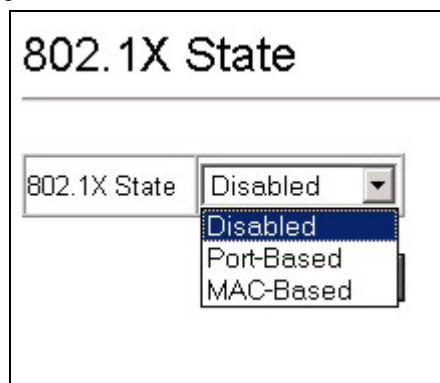 802.1X State
802.1X State Disabled
Disabled
Port-Based
MAC-Based